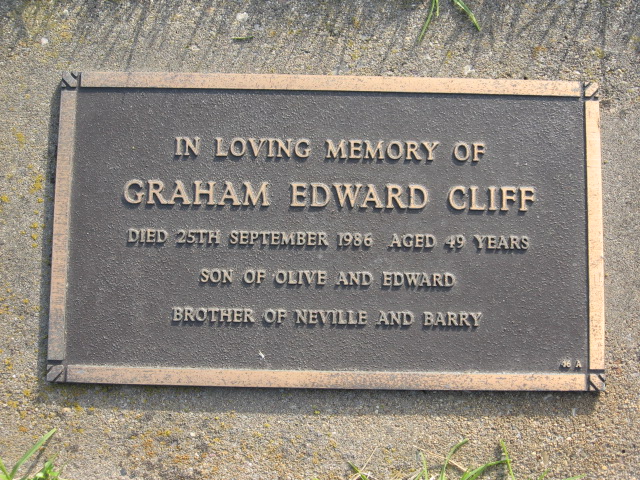 IN LOVING MEMORY OF
GRAHAM EDWARD CLIFF
DIED 25TH SEPTEMBER 1986 AGED 49 YEARS
SON OF OLIVE AND EDWARD
BROTHER OF NEVILLE AND BARRY